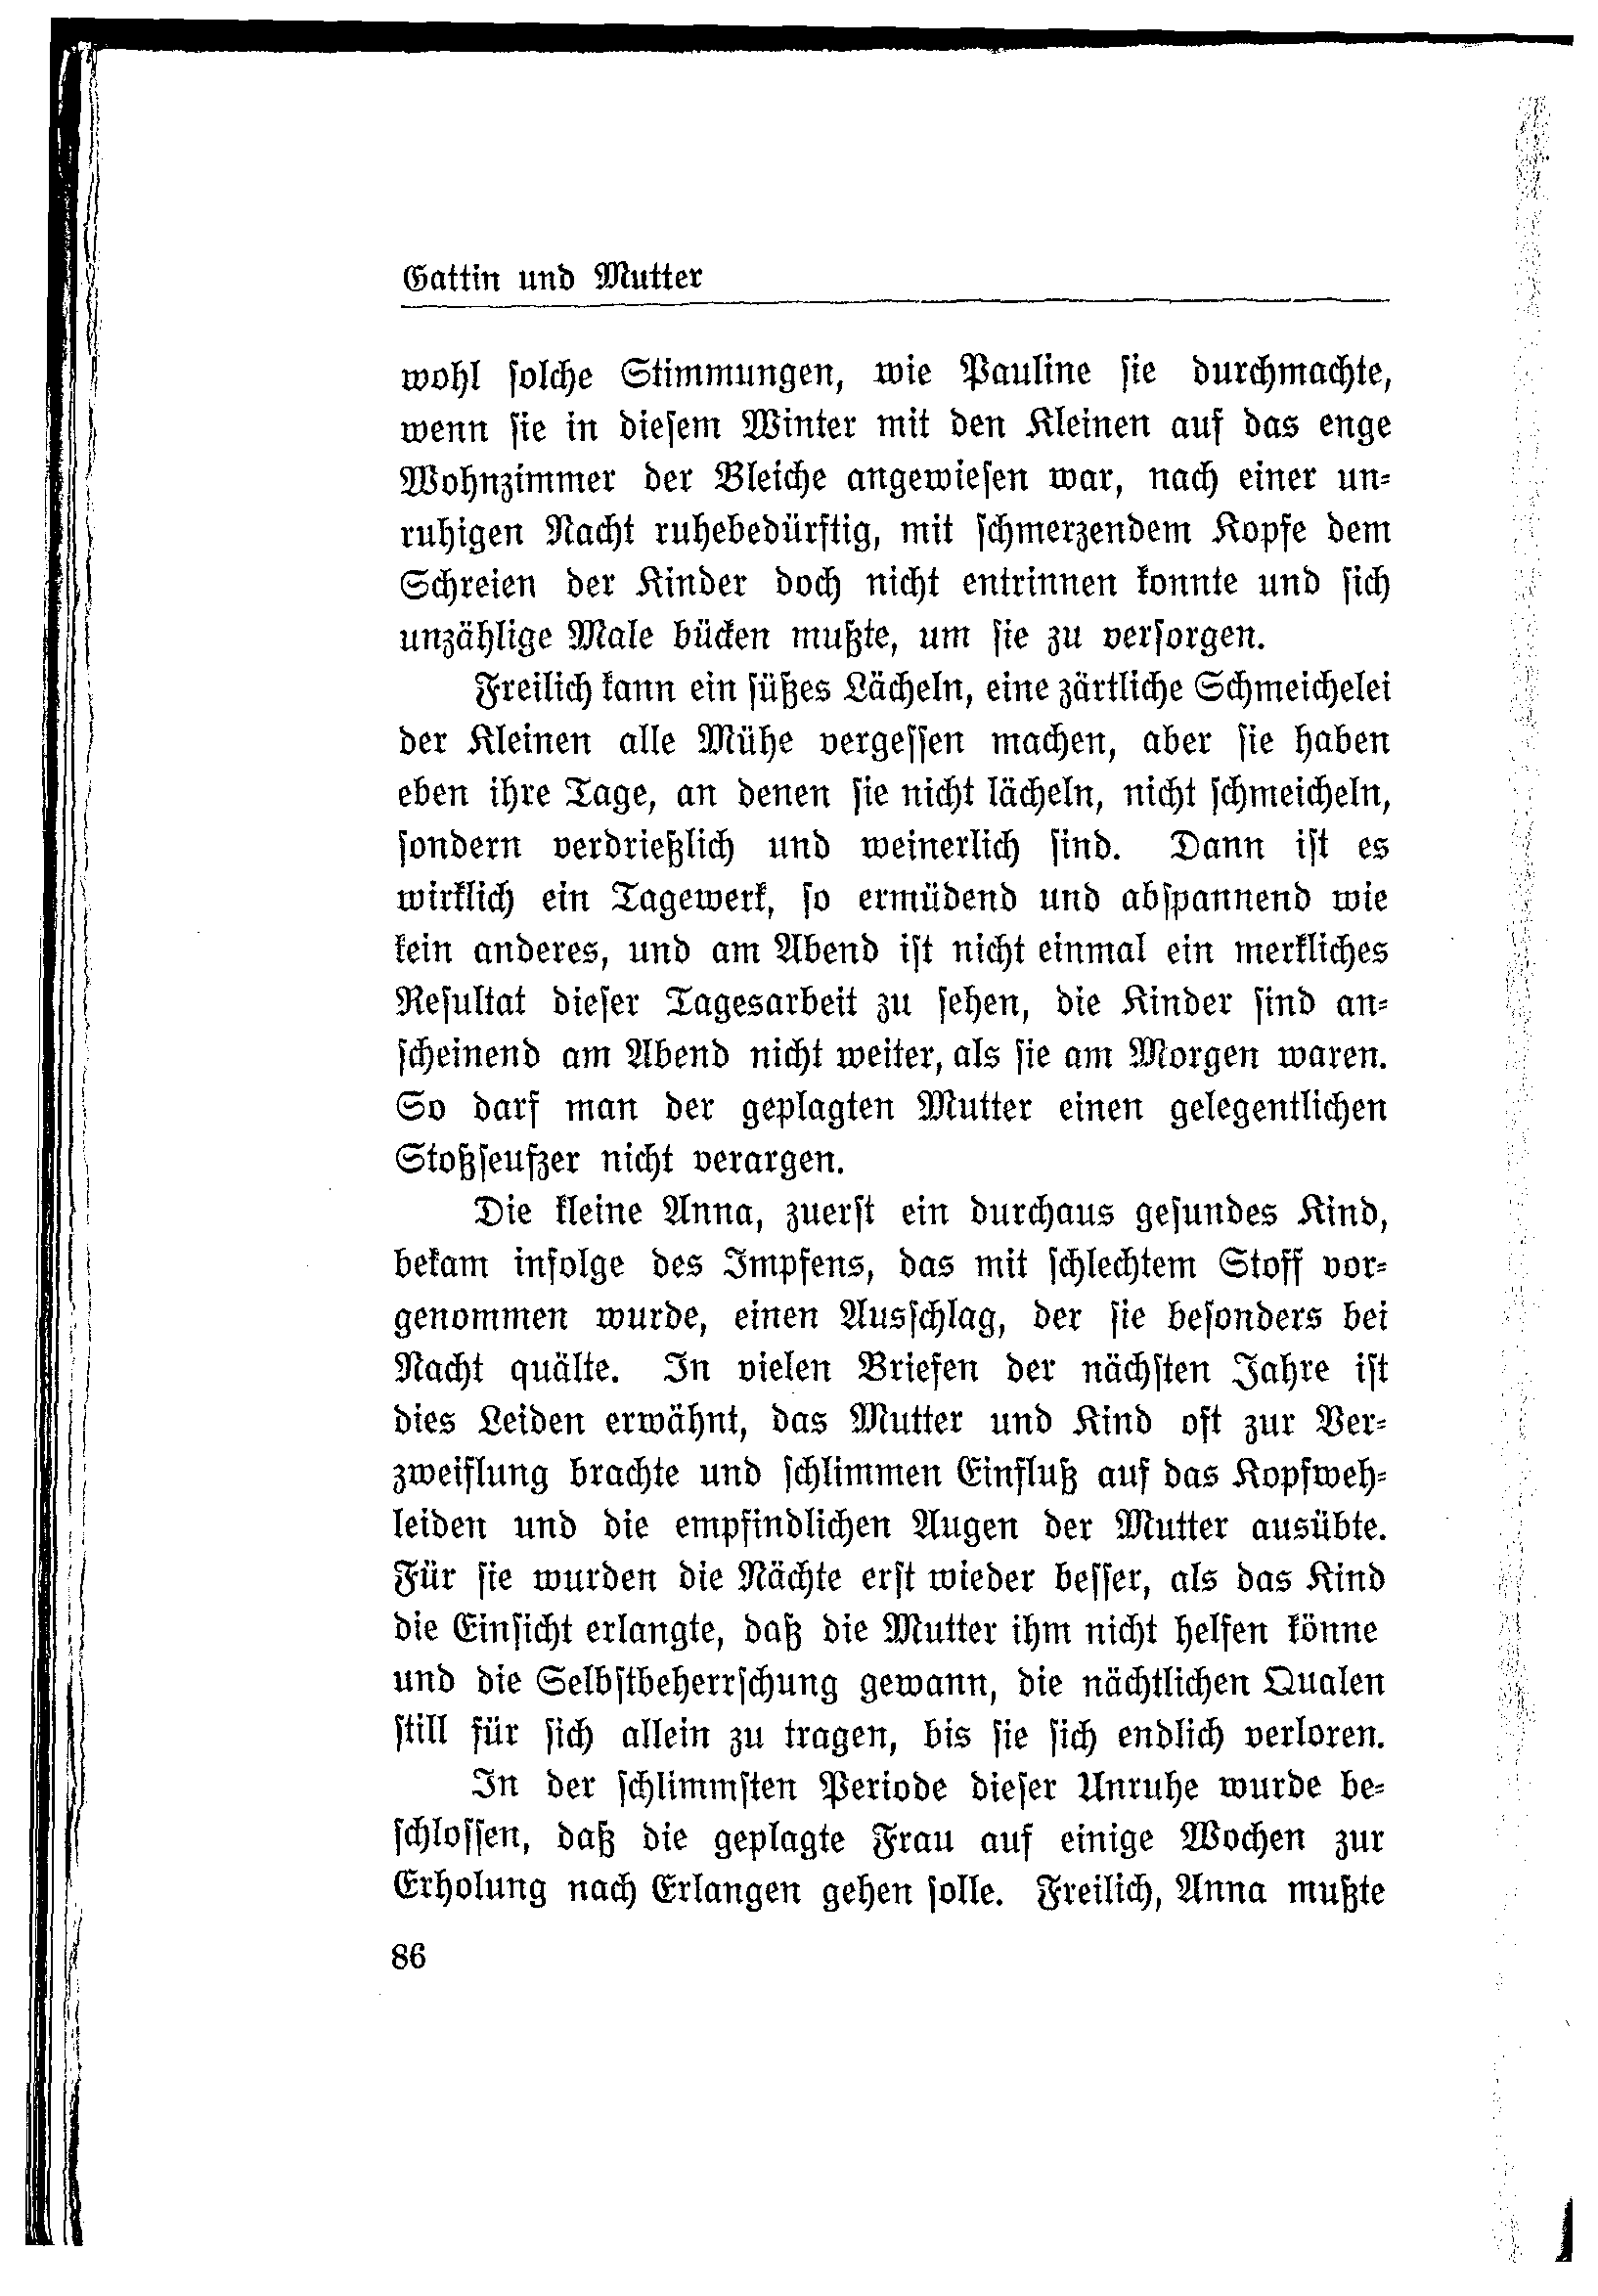 Gattin und Mutter
wohl solche Stimmungen, wie Pauline sie durchmachte,
wenn sie in diesem Winter mit den Kleinen auf das enge
Wohnzimmer der Bleiche angewiesen war, nach einer un-
ruhigen Nacht ruhebedürftig, mit schmerzendem Kopfe dem
Schreien der Kinder doch nicht entrinnen konnte und sich
unzählige Male bücken mußte, um sie zu versorgen.
Freilich kann ein süßes Lächeln, eine zärtliche Schmeichelei
der Kleinen alle Mühe vergessen machen, aber sie haben
eben ihre Tage, an denen sie nicht lächeln, nicht schmeicheln,
sondern verdrießlich und weinerlich sind. Dann ist es
wirklich ein Tagewerk, so ermüdend und abspannend wie
kein anderes, und am Abend ist nicht einmal ein merkliches
Resultat dieser Tagesarbeit zu sehen, die Kinder sind an-
scheinend am Abend nicht weiter, als sie am Morgen waren.
So darf man der geplagten Mutter einen gelegentlichen
Stoßseufzer nicht verargen.
Die kleine Anna, zuerst ein durchaus gesundes Kind,
bekam infolge des Impfens, das mit schlechtem Stoff vor-
genommen wurde, einen Ausschlag, der sie besonders bei
Nacht quälte. In vielen Briefen der nächsten Jahre ist
dies Leiden erwähnt, das Mutter und Kind oft zur Ver-
zweiflung brachte und schlimmen Einfluß auf das Kopfweh-
leiden und die empfindlichen Augen der Mutter ausübte.
Für sie wurden die Nächte erst wieder besser, als das Kind
die Einsicht erlangte, daß die Mutter ihm nicht helfen könne
und die Selbstbeherrschung gewann, die nächtlichen Qualen
still für sich allein zu tragen, bis sie sich endlich verloren.
In der schlimmsten Periode dieser Unruhe wurde be-
schlossen, daß die geplagte Frau auf einige Wochen zur
Erholung nach Erlangen gehen solle. Freilich, Anna mußte
86